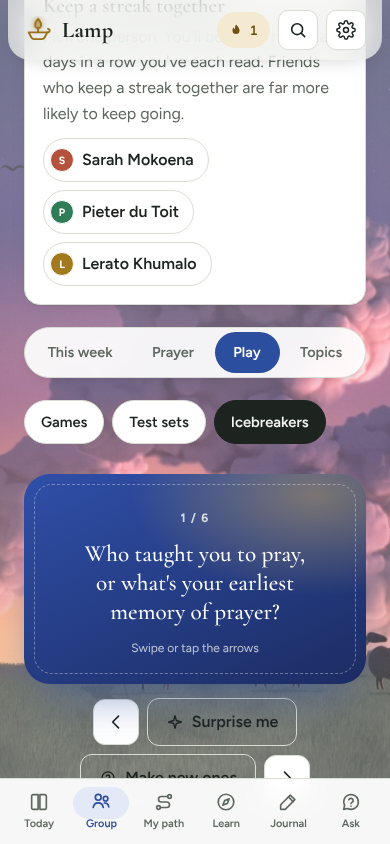 Keep a streak together
Lamp
1
days in a row you've each read. Friends
who keep a streak together are far more
likely to keep going.
S Sarah Mokoena
P Pieter du Toit
L Lerato Khumalo
This week Prayer Play Topics
Games Test sets Icebreakers
1 / 6
Who taught you to pray,
or what's your earliest
memory of prayer?
Swipe or tap the arrows
Surprise me
Make new ones
Today Group My path Learn Journal Ask